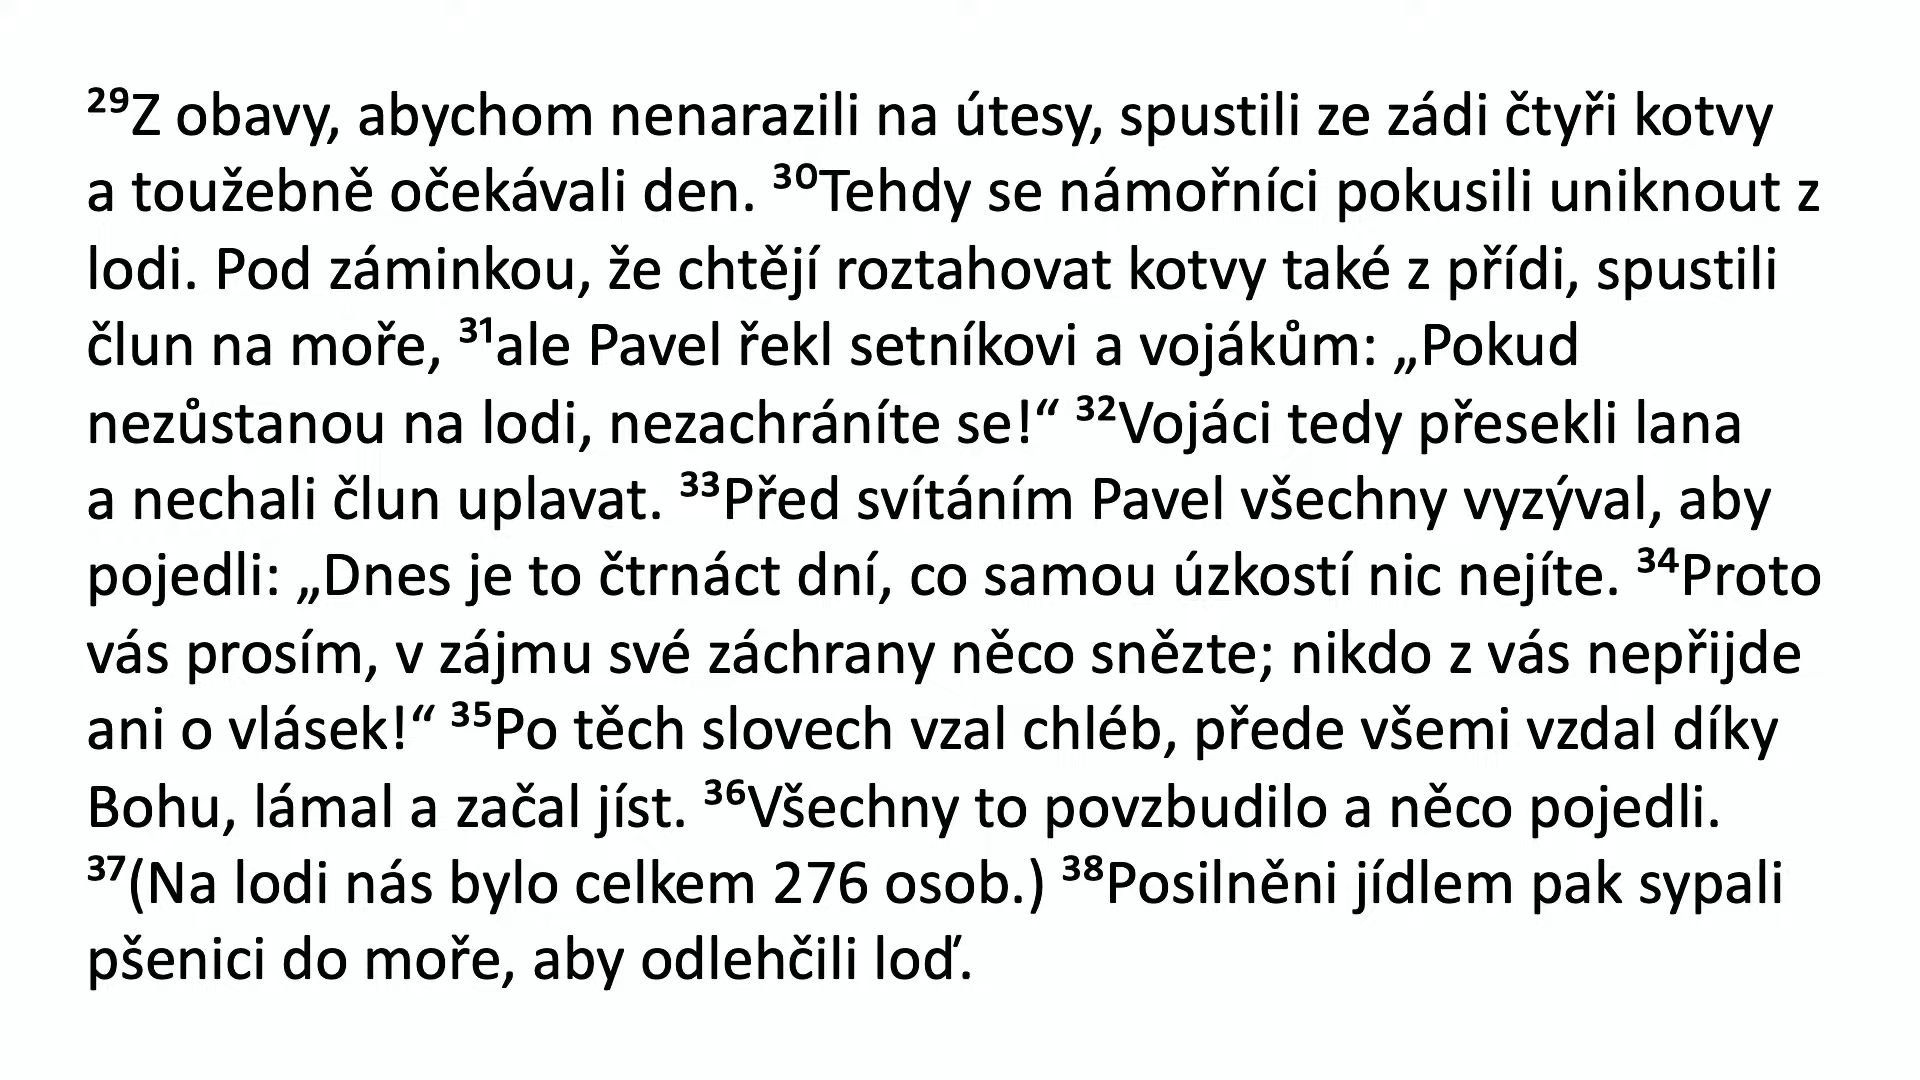 ²⁹Z obavy, abychom nenarazili na útesy, spustili ze zádi čtyři kotvy
a toužebně očekávali den. ³⁰Tehdy se námořníci pokusili uniknout z
lodi. Pod záminkou, že chtějí roztahovat kotvy také z přídi, spustili
člun na moře, ³¹ale Pavel řekl setníkovi a vojákům: „Pokud
nezůstanou na lodi, nezachráníte se!“ ³²Vojáci tedy přesekli lana
a nechali člun uplavat. ³³Před svítáním Pavel všechny vyzýval, aby
pojedli: „Dnes je to čtrnáct dní, co samou úzkostí nic nejíte. ³⁴Proto
vás prosím, v zájmu své záchrany něco snězte; nikdo z vás nepřijde
ani o vlásek!“ ³⁵Po těch slovech vzal chléb, přede všemi vzdal díky
Bohu, lámal a začal jíst. ³⁶Všechny to povzbudilo a něco pojedli.
³⁷(Na lodi nás bylo celkem 276 osob.) ³⁸Posilněni jídlem pak sypali
pšenici do moře, aby odlehčili loď.